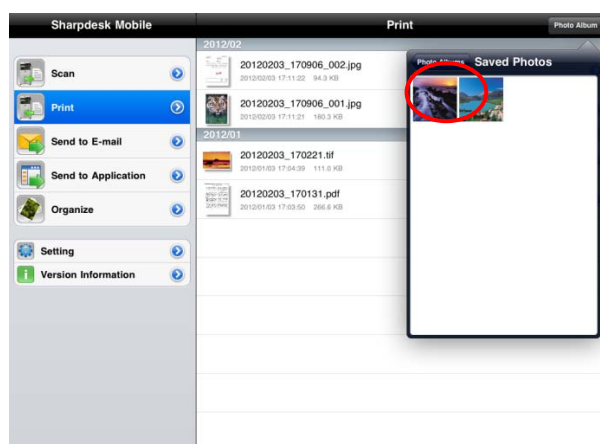 Sharpdesk Mobile
Print
Photo Album
Scan
Print
Send to E-mail
Send to Application
Organize
Setting
Version Information
2012/02
20120203_170906_002.jpg
2012/02/03 17:11:22 94.3 KB
20120203_170906_001.jpg
2012/02/03 17:11:21 180.3 KB
2012/01
20120203_170221.tif
2012/01/03 17:04:39 111.0 KB
20120203_170131.pdf
2012/01/03 17:03:50 266.6 KB
Photo Albums
Saved Photos